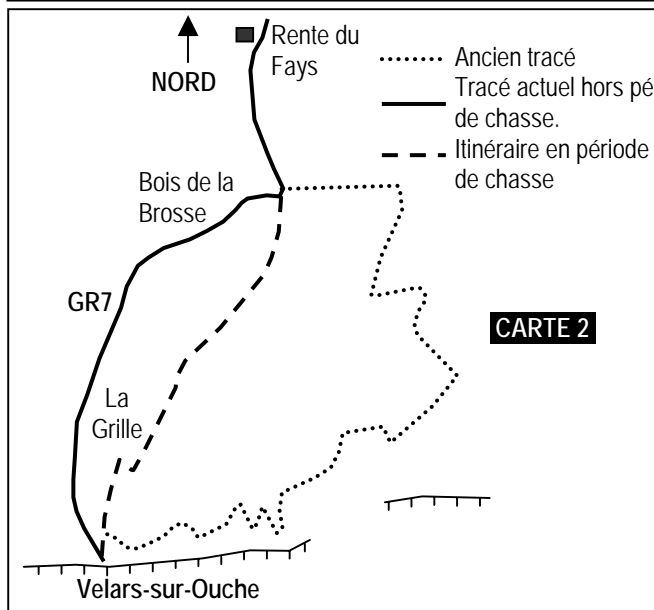 Rente du
Fays
NORD
Ancien tracé
Tracé actuel hors pé
de chasse.
Itinéraire en période
de chasse
Bois de la
Brosse
GR7
CARTE 2
La
Grille
Velars-sur-Ouche